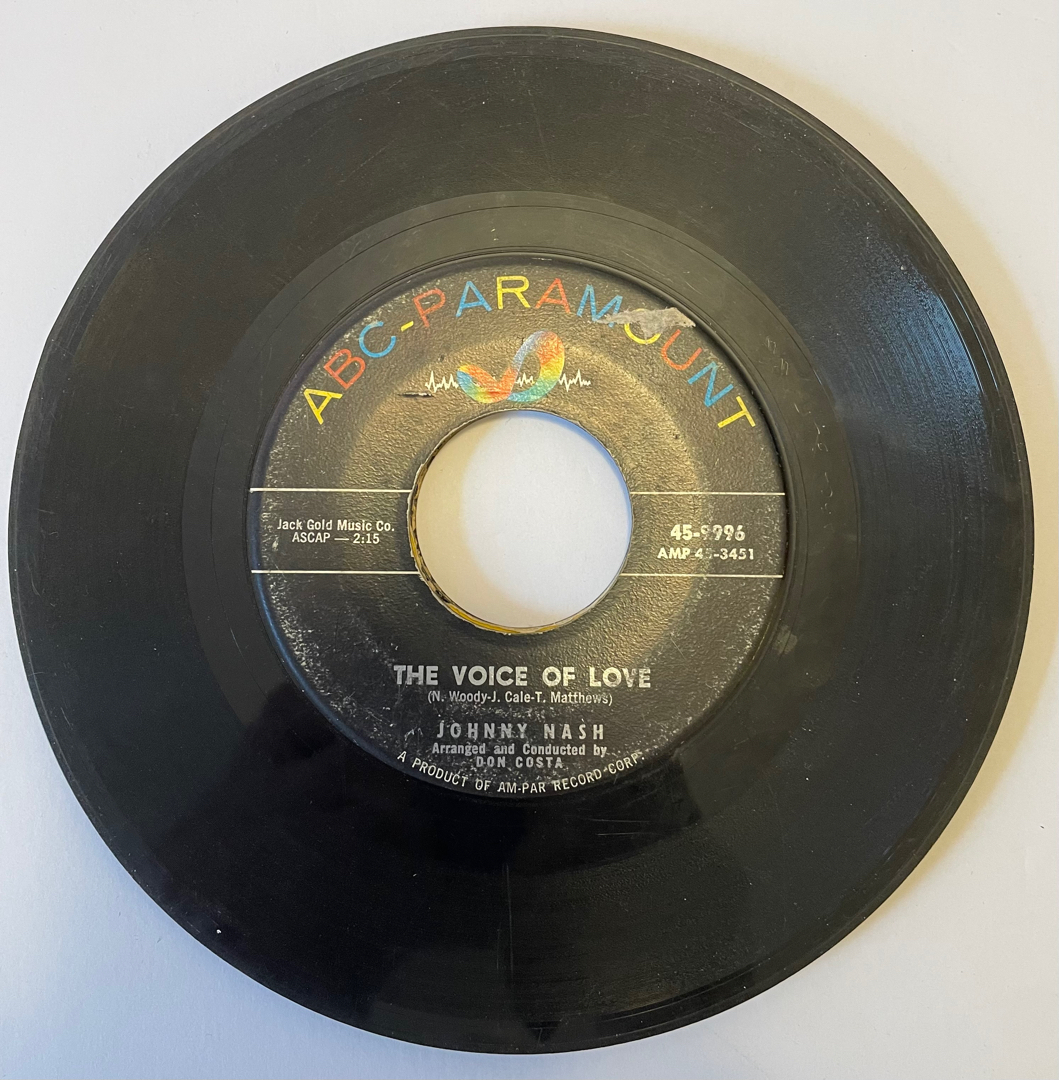 ABC-PARAMOUNT
Jack Gold Music Co.
ASCAP — 2:15
45-9996
AMP 45-3451
THE VOICE OF LOVE
(N. Woody-J. Cale-T. Matthews)
JOHNNY NASH
Arranged and Conducted by
DON COSTA
A PRODUCT OF AM-PAR RECORD CORP.